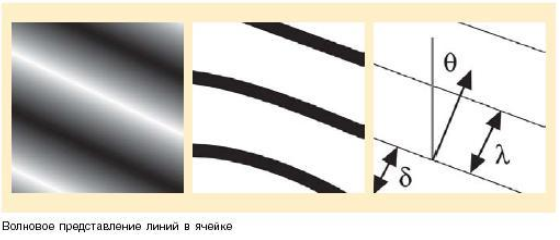 θ
λ
δ
Волновое представление линий в ячейке